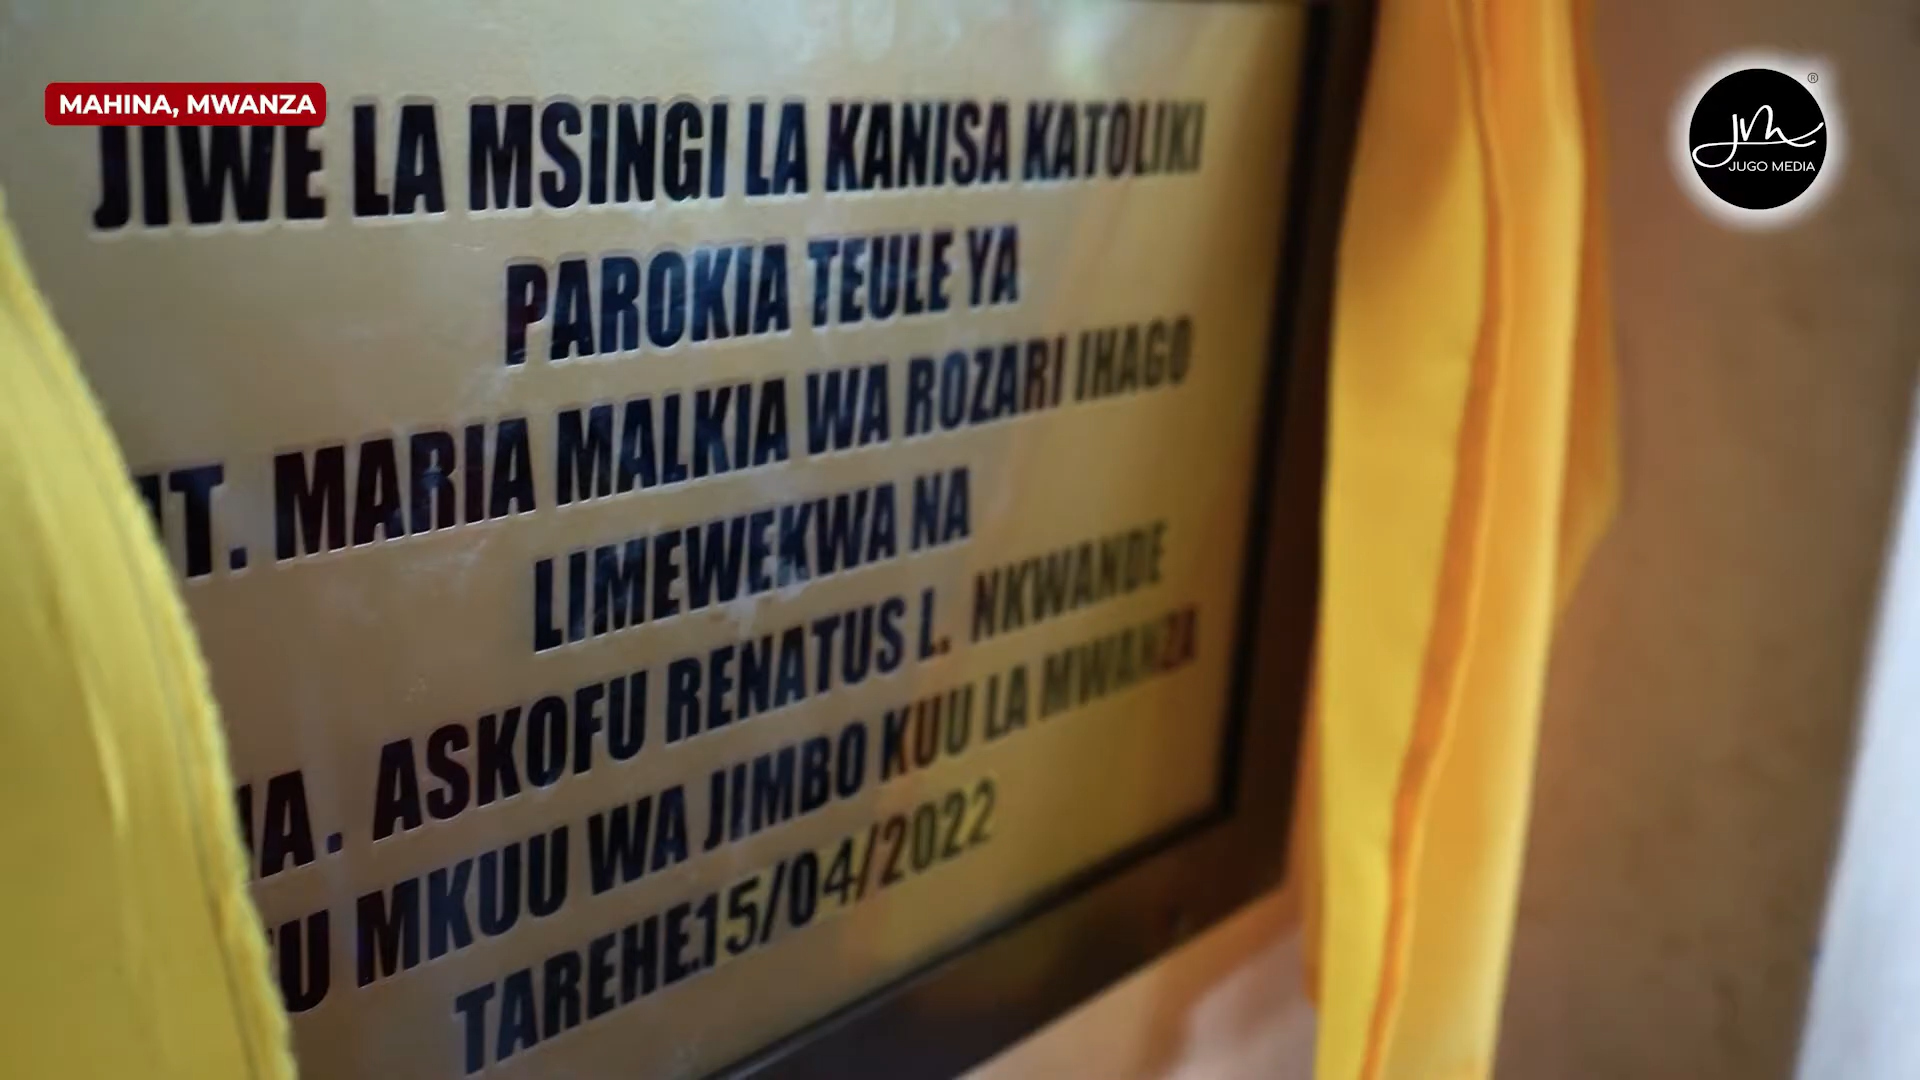 MAHINA, MWANZA
JM
®
JUGO MEDIA
JIWE LA MSINGI LA KANISA KATOLIKI
PAROKIA TEULE YA
MARIA MALKIA WA ROZARI IHAGO
LIMEWEKWA NA
ASKOFU RENATUS L. NKWANDE
MKUU WA JIMBO KUU LA MWANZA
TAREHE.15/04/2022